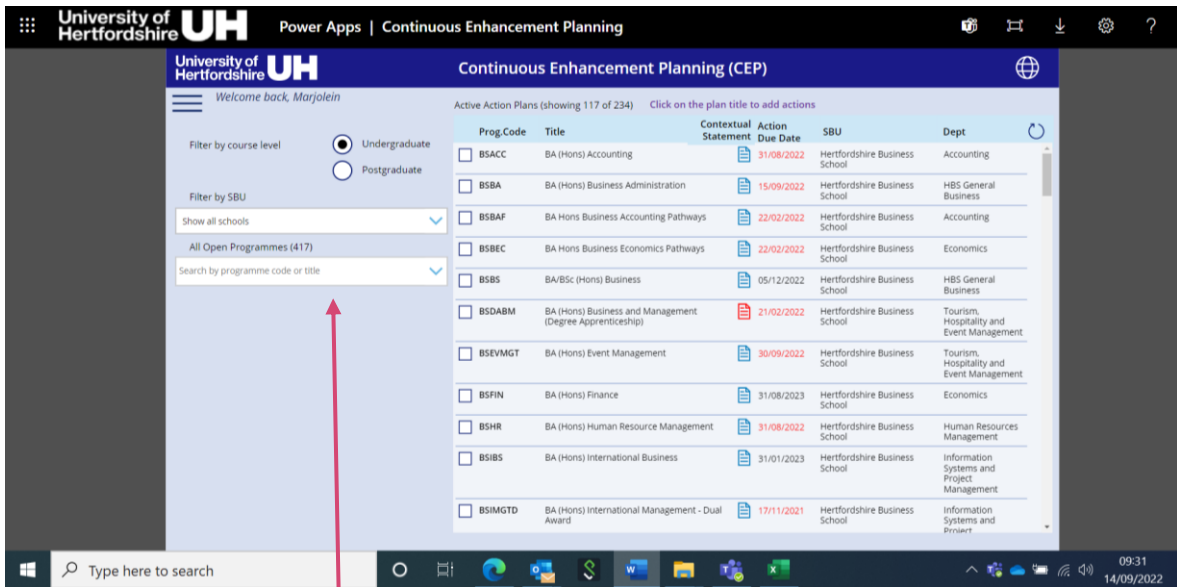 University of Hertfordshire UH Power Apps | Continuous Enhancement Planning
University of Hertfordshire UH Continuous Enhancement Planning (CEP)
Welcome back, Marjolein
Filter by course level
Undergraduate
Postgraduate
Filter by SBU
Show all schools
All Open Programmes (417)
Search by programme code or title
Active Action Plans (showing 117 of 234) Click on the plan title to add actions
Prog.Code Title Contextual Statement Action Due Date SBU Dept
BSACC BA (Hons) Accounting 31/08/2022 Hertfordshire Business School Accounting
BSBA BA (Hons) Business Administration 15/09/2022 Hertfordshire Business School HBS General Business
BSBAF BA Hons Business Accounting Pathways 22/02/2022 Hertfordshire Business School Accounting
BSBEC BA Hons Business Economics Pathways 22/02/2022 Hertfordshire Business School Economics
BSBS BA/BSc (Hons) Business 05/12/2022 Hertfordshire Business School HBS General Business
BSDABM BA (Hons) Business and Management (Degree Apprenticeship) 21/02/2022 Hertfordshire Business School Tourism, Hospitality and Event Management
BSEVMGT BA (Hons) Event Management 30/09/2022 Hertfordshire Business School Tourism, Hospitality and Event Management
BSFIN BA (Hons) Finance 31/08/2023 Hertfordshire Business School Economics
BSHR BA (Hons) Human Resource Management 31/08/2022 Hertfordshire Business School Human Resources Management
BSIBS BA (Hons) International Business 31/01/2023 Hertfordshire Business School Information Systems and Project Management
BSIMGTD BA (Hons) International Management - Dual Award 17/11/2021 Hertfordshire Business School Information Systems and Project
Type here to search
09:31
14/09/2022